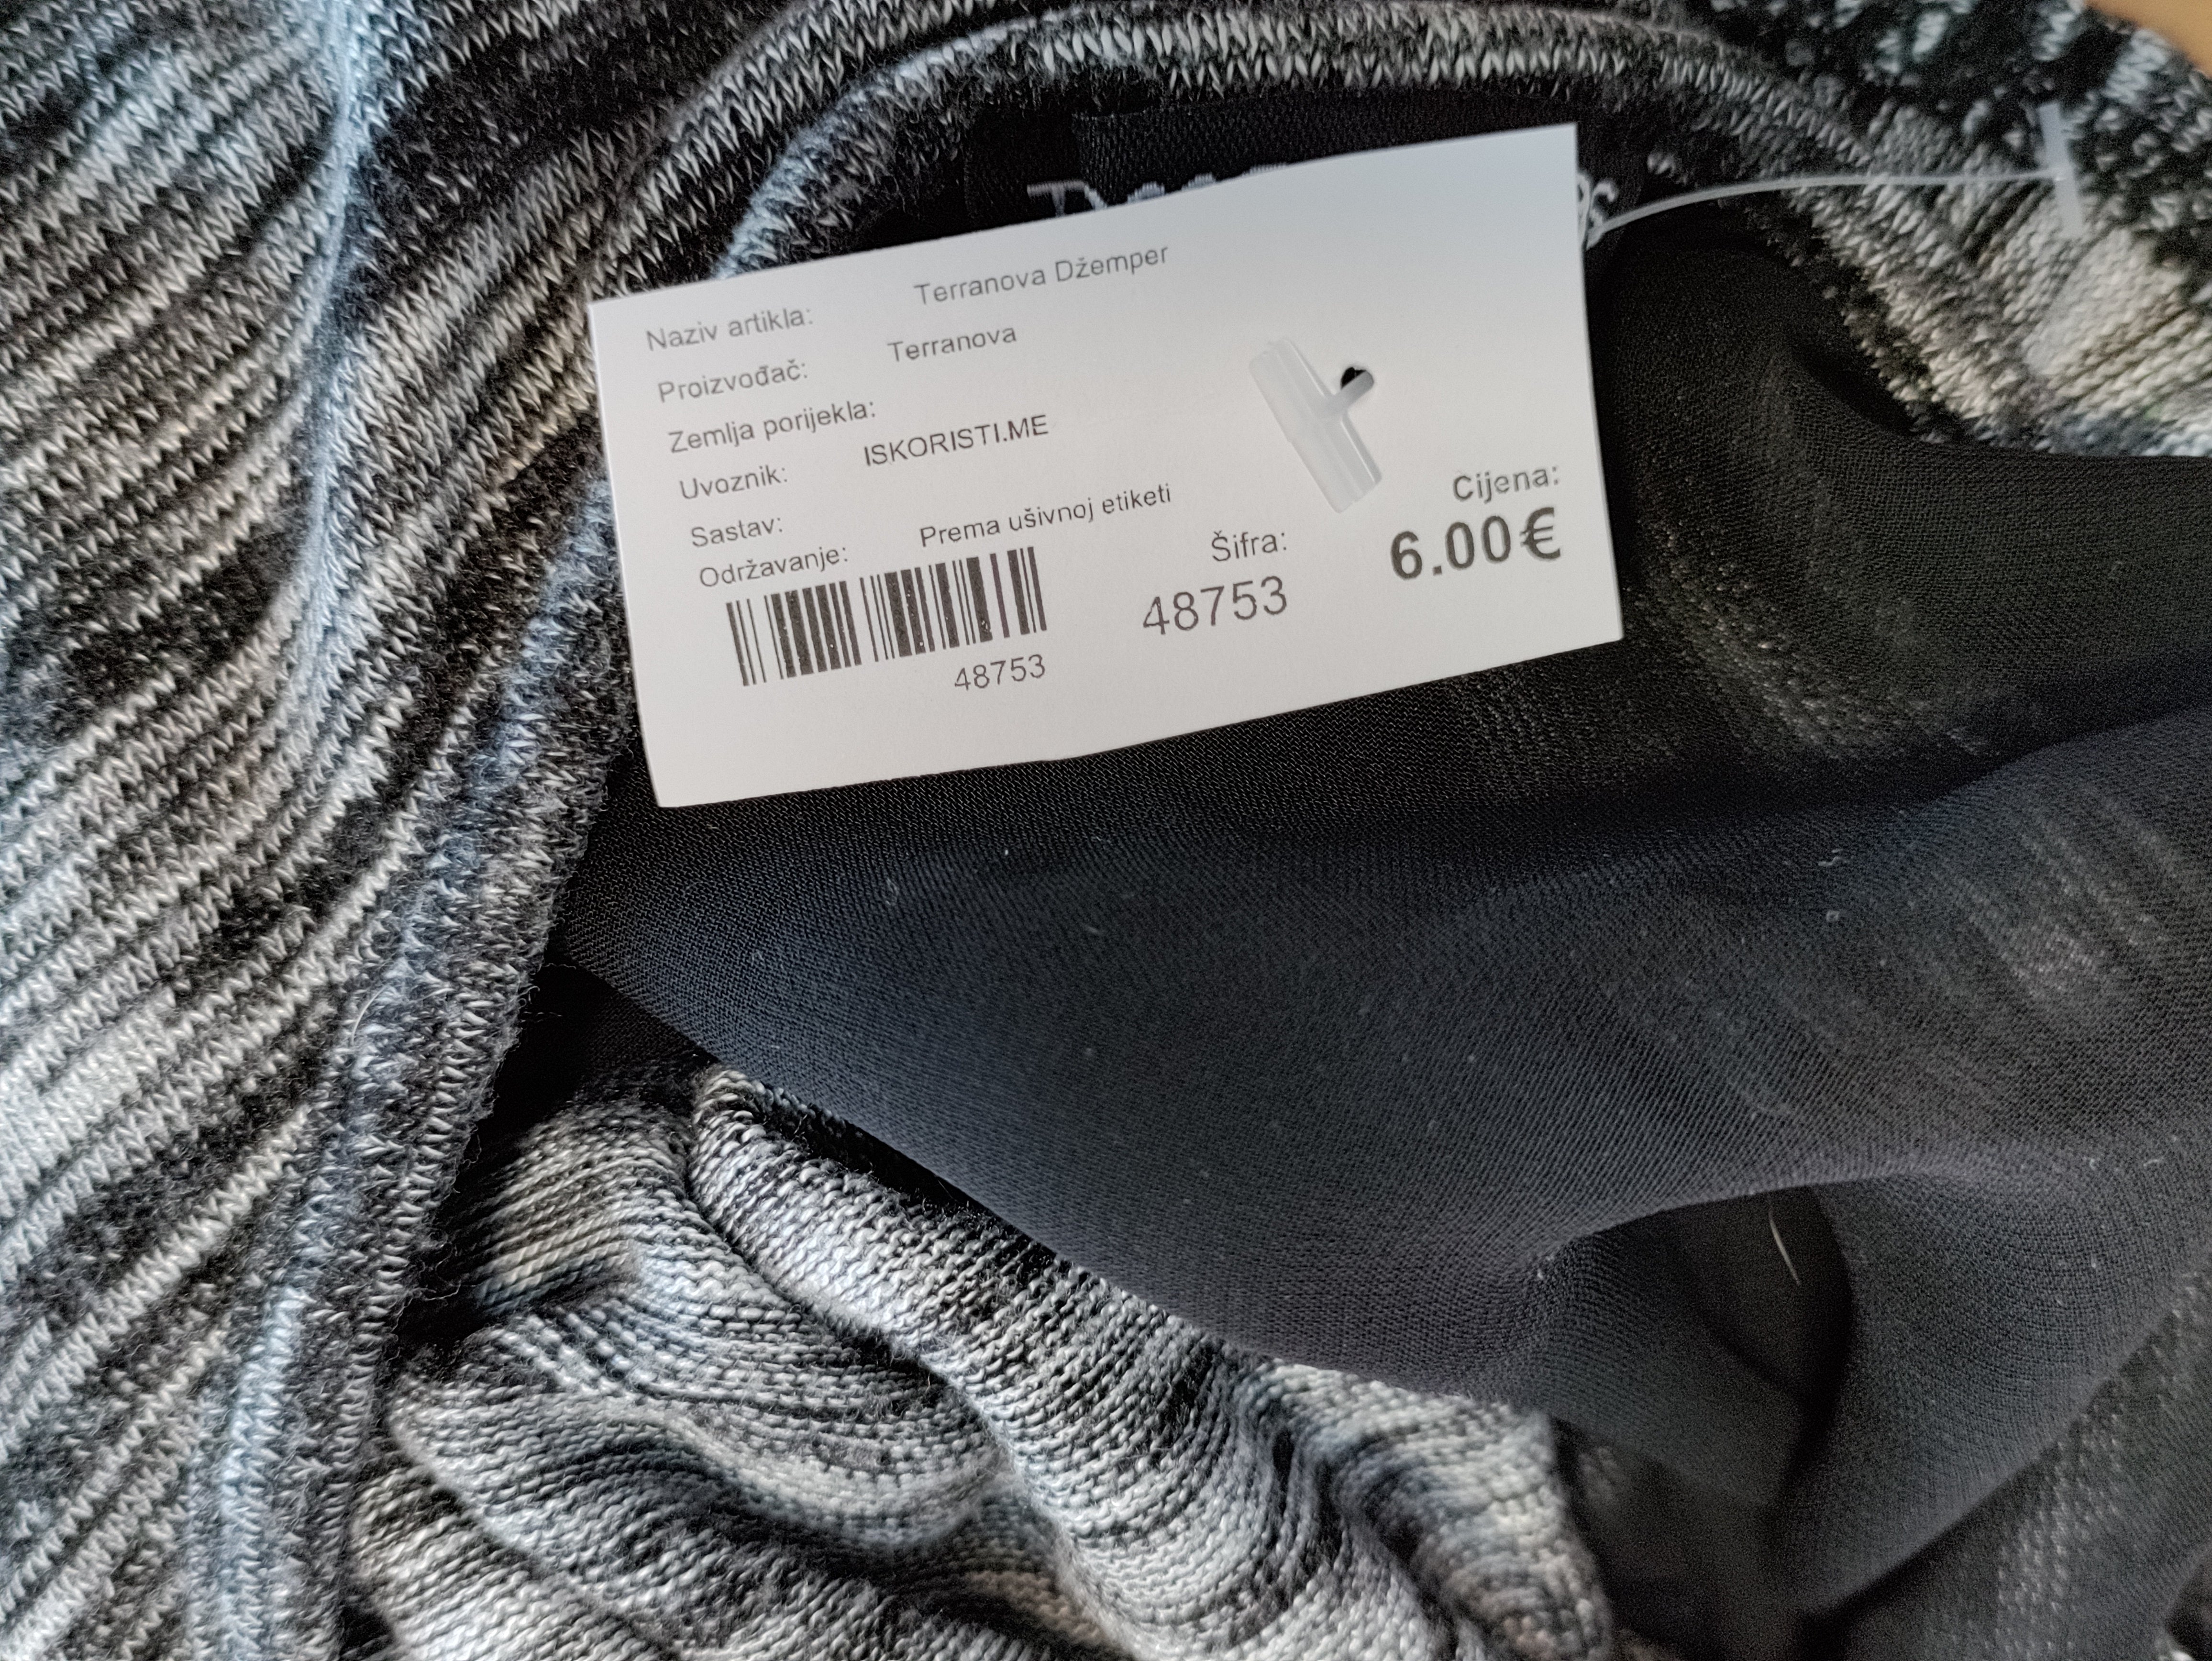 Naziv artikla: Terranova Džemper
Proizvođač: Terranova
Zemlja porijekla:
Uvoznik: ISKORISTI.ME
Sastav:
Održavanje: Prema ušivnoj etiketi
48753
Šifra:
48753
Cijena:
6.00€